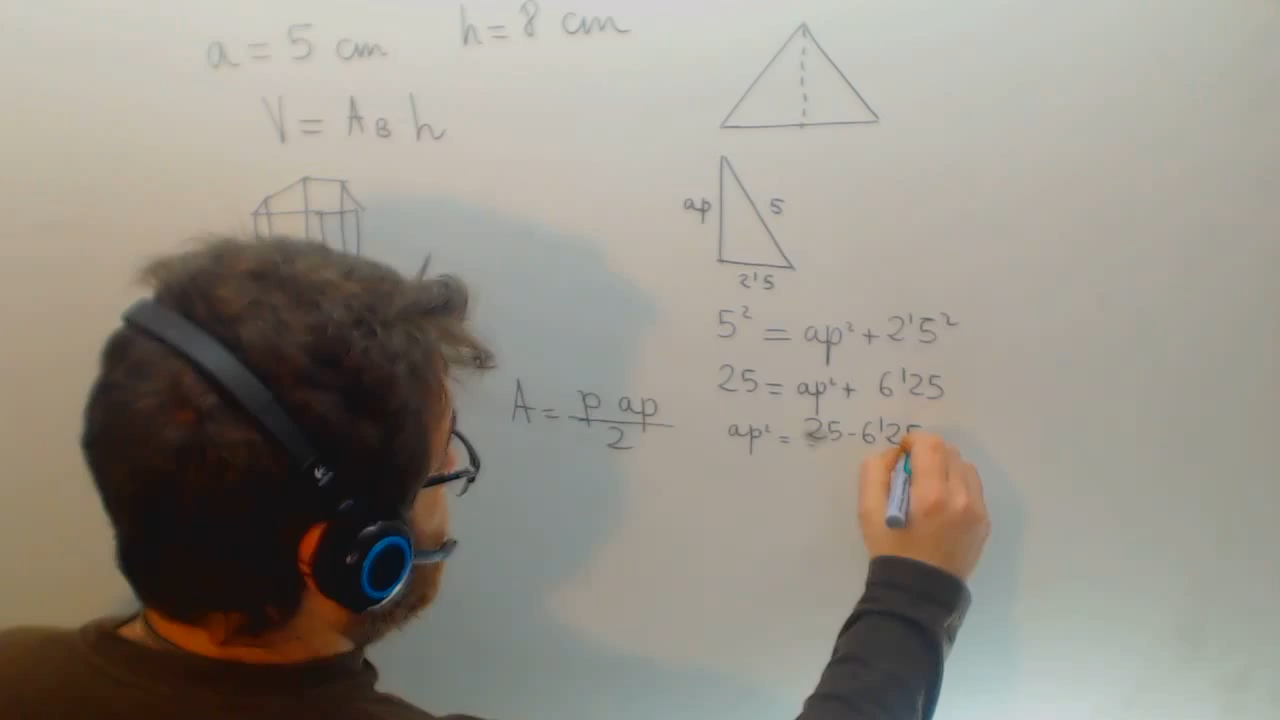 a = 5 cm
h = 8 cm
V = AB h
ap
5
2'5
5² = ap² + 2'5²
25 = ap² + 6'25
ap² = 25 - 6'25
A = p ap / 2